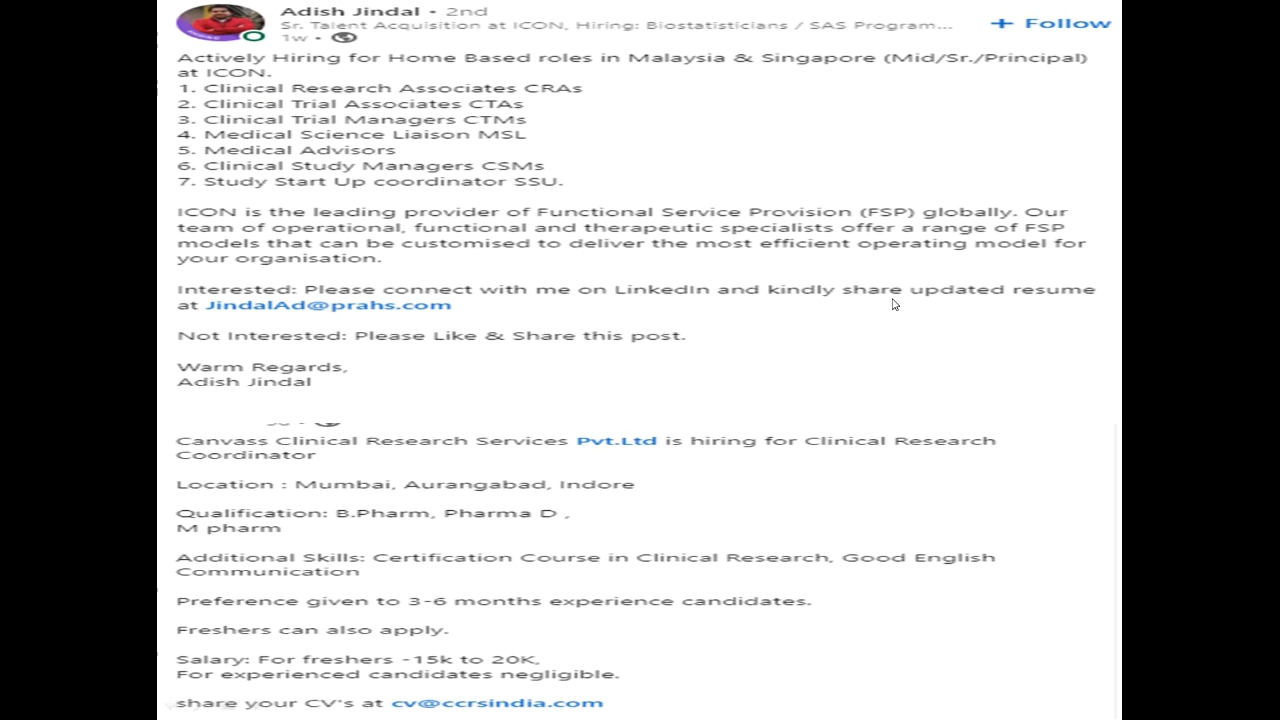 Adish Jindal • 2nd
Sr. Talent Acquisition at ICON, Hiring: Biostatisticians / SAS Program...
+ Follow
1w •
Actively Hiring for Home Based roles in Malaysia & Singapore (Mid/Sr./Principal)
at ICON.
1. Clinical Research Associates CRAs
2. Clinical Trial Associates CTAs
3. Clinical Trial Managers CTMs
4. Medical Science Liaison MSL
5. Medical Advisors
6. Clinical Study Managers CSMs
7. Study Start Up coordinator SSU.
ICON is the leading provider of Functional Service Provision (FSP) globally. Our
team of operational, functional and therapeutic specialists offer a range of FSP
models that can be customised to deliver the most efficient operating model for
your organisation.
Interested: Please connect with me on LinkedIn and kindly share updated resume
at JindalAd@prahs.com
Not Interested: Please Like & Share this post.
Warm Regards,
Adish Jindal
Canvass Clinical Research Services Pvt.Ltd is hiring for Clinical Research
Coordinator
Location : Mumbai, Aurangabad, Indore
Qualification: B.Pharm, Pharma D ,
M pharm
Additional Skills: Certification Course in Clinical Research, Good English
Communication
Preference given to 3-6 months experience candidates.
Freshers can also apply.
Salary: For freshers -15k to 20K,
For experienced candidates negligible.
share your CV's at cv@ccrsindia.com